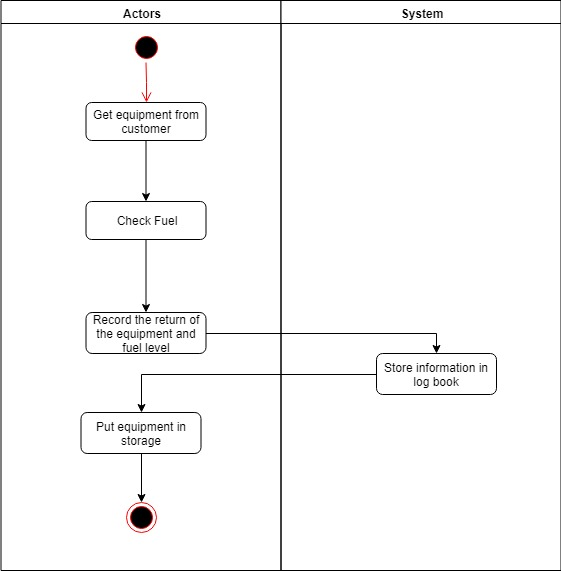 Actors
System
Get equipment from
customer
Check Fuel
Record the return of
the equipment and
fuel level
Store information in
log book
Put equipment in
storage